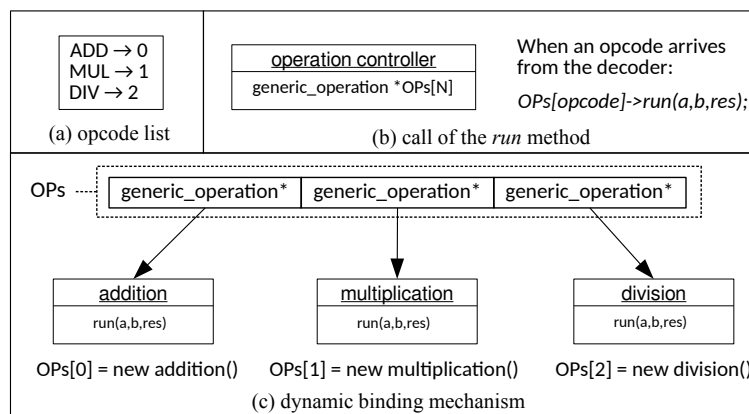 ADD → 0
MUL → 1
DIV → 2
(a) opcode list
operation controller
generic_operation *OPs[N]
When an opcode arrives
from the decoder:
OPs[opcode]->run(a,b,res);
(b) call of the run method
OPs
generic_operation* generic_operation* generic_operation*
addition multiplication division
run(a,b,res) run(a,b,res) run(a,b,res)
OPs[0] = new addition() OPs[1] = new multiplication() OPs[2] = new division()
(c) dynamic binding mechanism